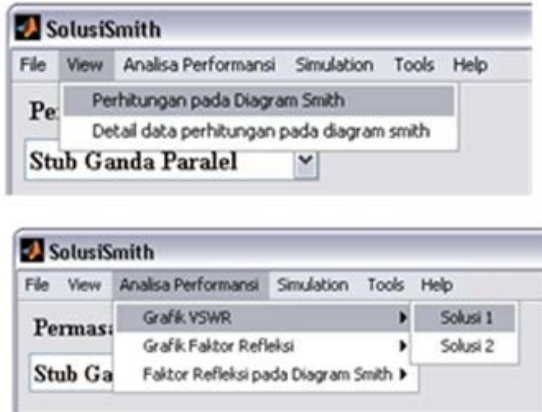 SolusiSmith
File View Analisa Performansi Simulation Tools Help
Perhitungan pada Diagram Smith
Detail data perhitungan pada diagram smith
Stub Ganda Paralel
SolusiSmith
File View Analisa Performansi Simulation Tools Help
Grafik VSWR Solusi 1
Grafik Faktor Refleksi Solusi 2
Stub Ga Faktor Refleksi pada Diagram Smith